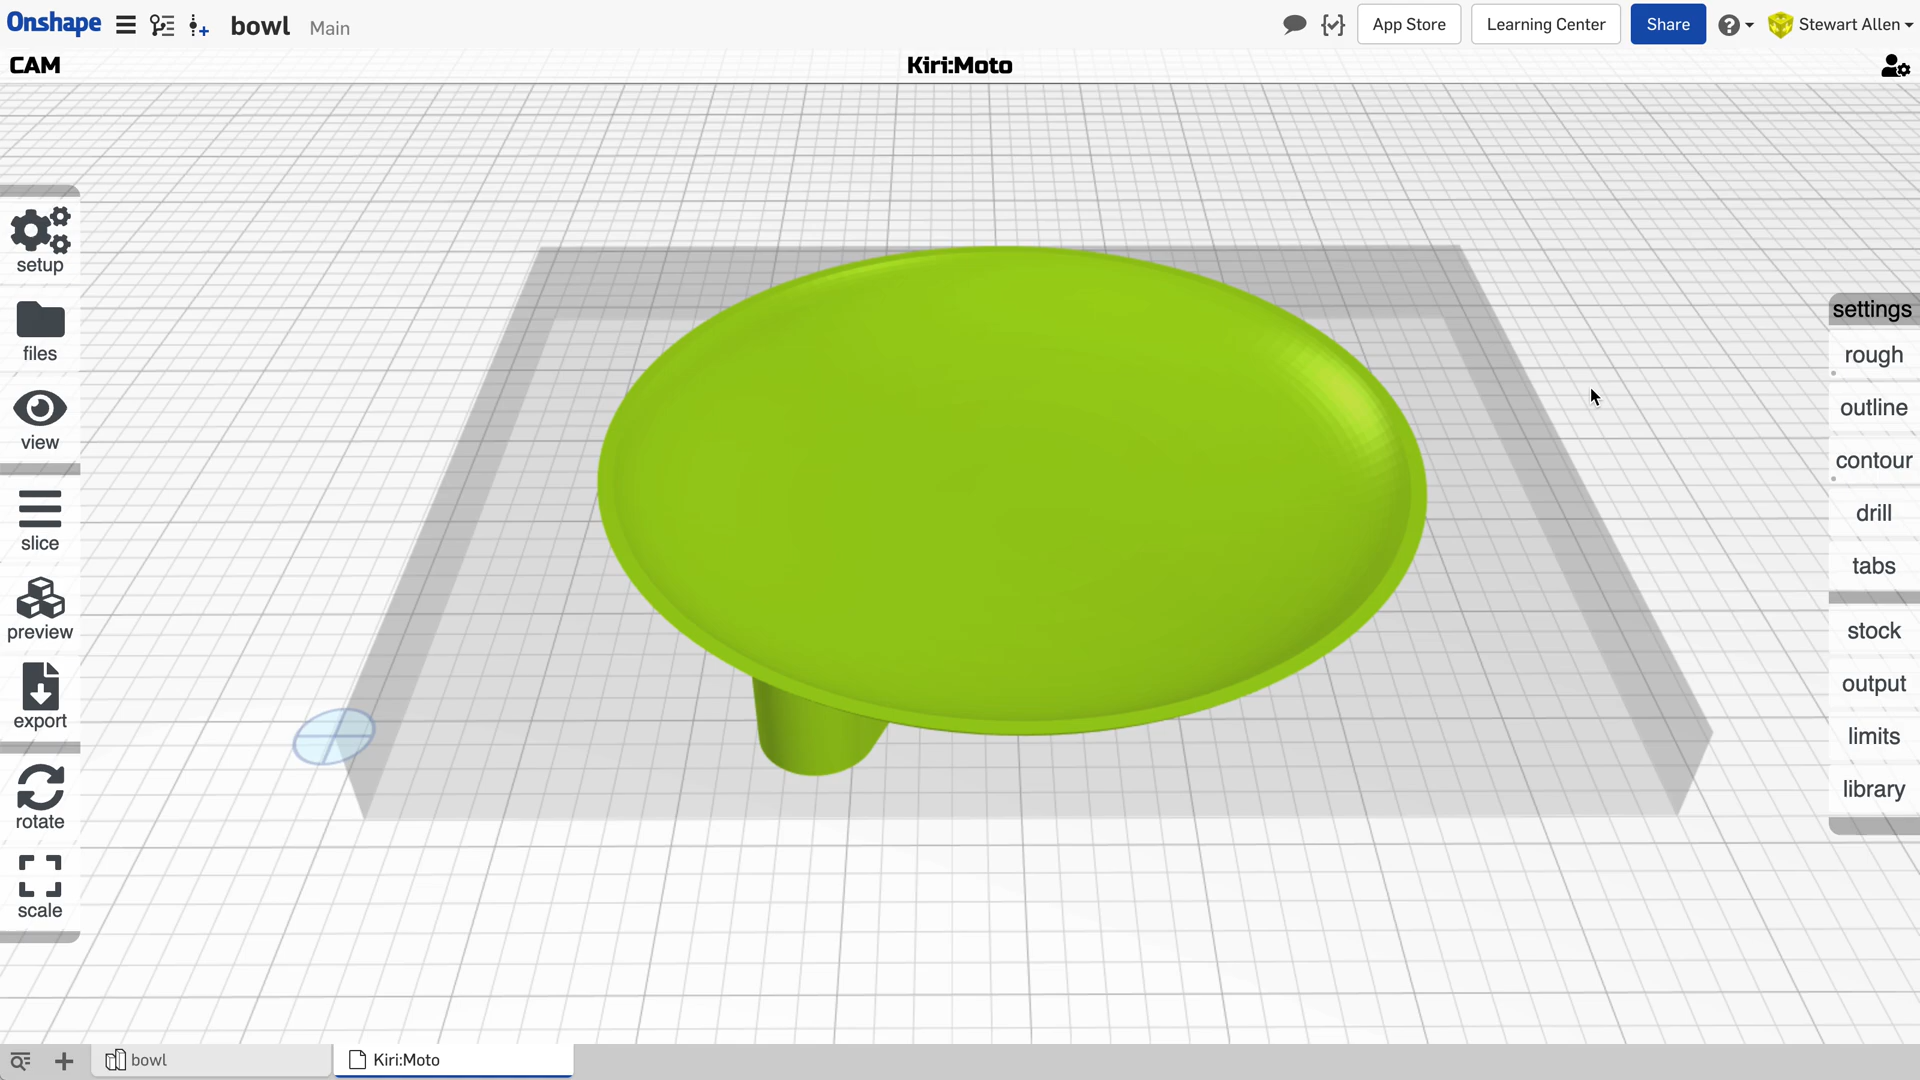 Onshape
bowl Main
App Store
Learning Center
Share
Stewart Allen
CAM
Kiri:Moto
setup
files
view
slice
preview
export
rotate
scale
settings
rough
outline
contour
drill
tabs
stock
output
limits
library
bowl
Kiri:Moto